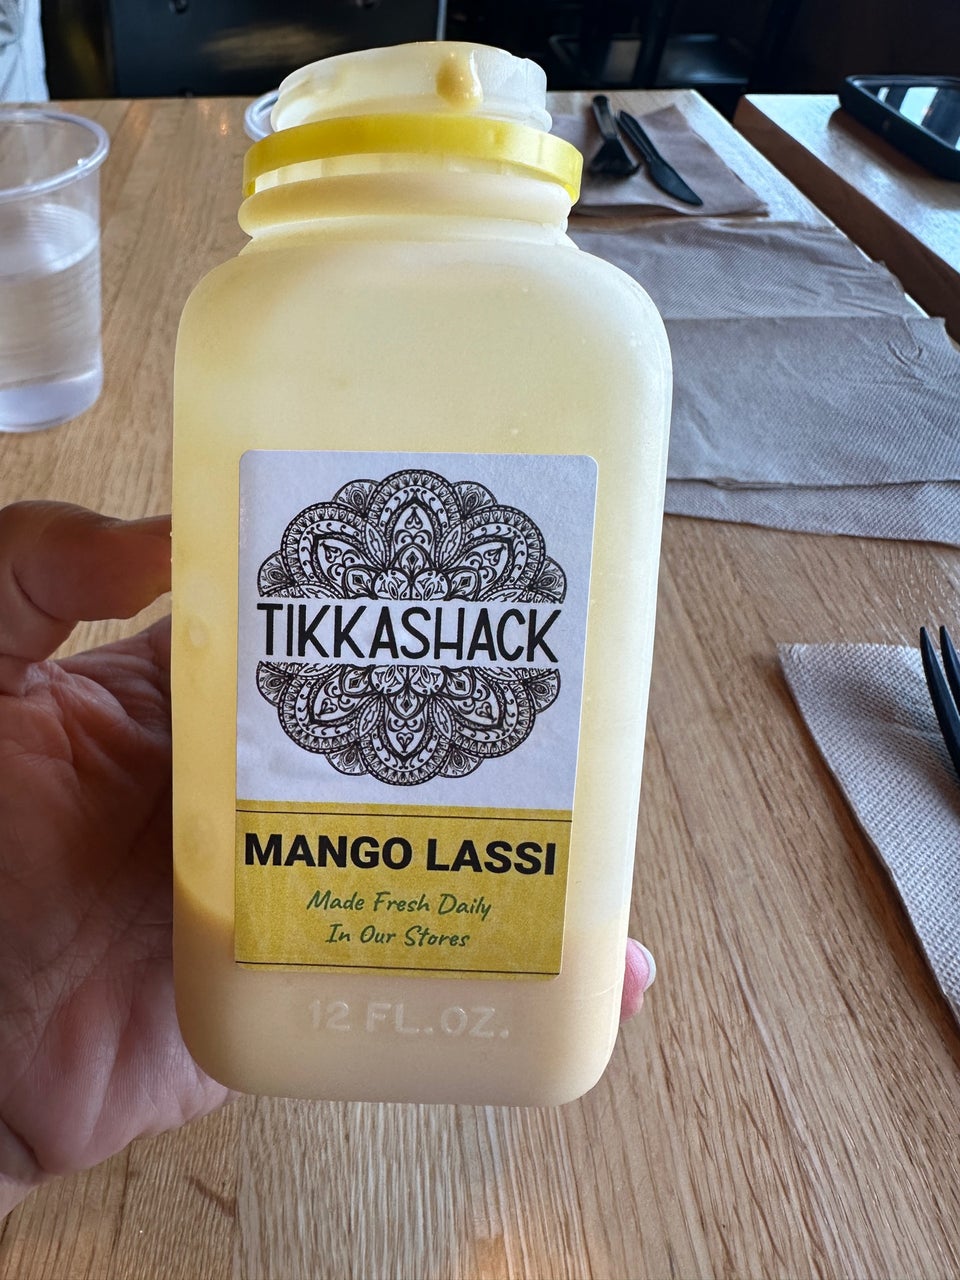 TIKKASHACK
MANGO LASSI
Made Fresh Daily
In Our Stores
12 FL.OZ.